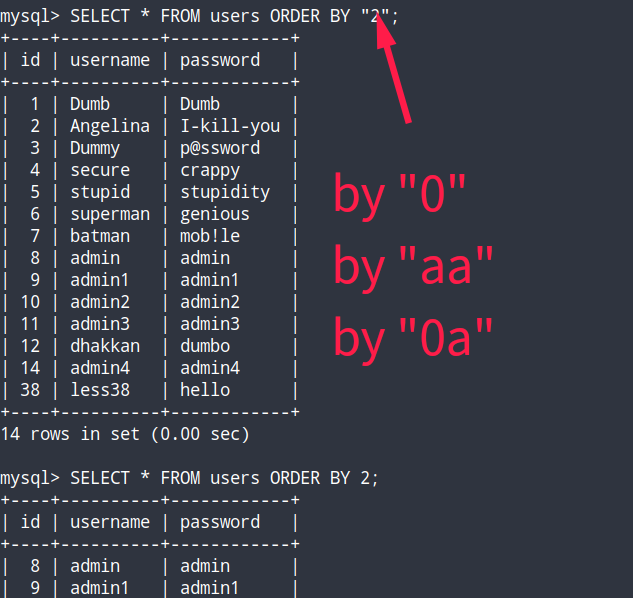 mysql> SELECT * FROM users ORDER BY "2";
+----+----------+------------+
| id | username | password   |
+----+----------+------------+
|  1 | Dumb     | Dumb       |
|  2 | Angelina | I-kill-you |
|  3 | Dummy    | p@ssword   |
|  4 | secure   | crappy     |
|  5 | stupid   | stupidity  |
|  6 | superman | genious    |
|  7 | batman   | mob!le     |
|  8 | admin    | admin      |
|  9 | admin1   | admin1     |
| 10 | admin2   | admin2     |
| 11 | admin3   | admin3     |
| 12 | dhakkan  | dumbo      |
| 14 | admin4   | admin4     |
| 38 | less38   | hello      |
+----+----------+------------+
14 rows in set (0.00 sec)
by "0"
by "aa"
by "0a"
mysql> SELECT * FROM users ORDER BY 2;
+----+----------+------------+
| id | username | password   |
+----+----------+------------+
|  8 | admin    | admin      |
|  9 | admin1   | admin1     |